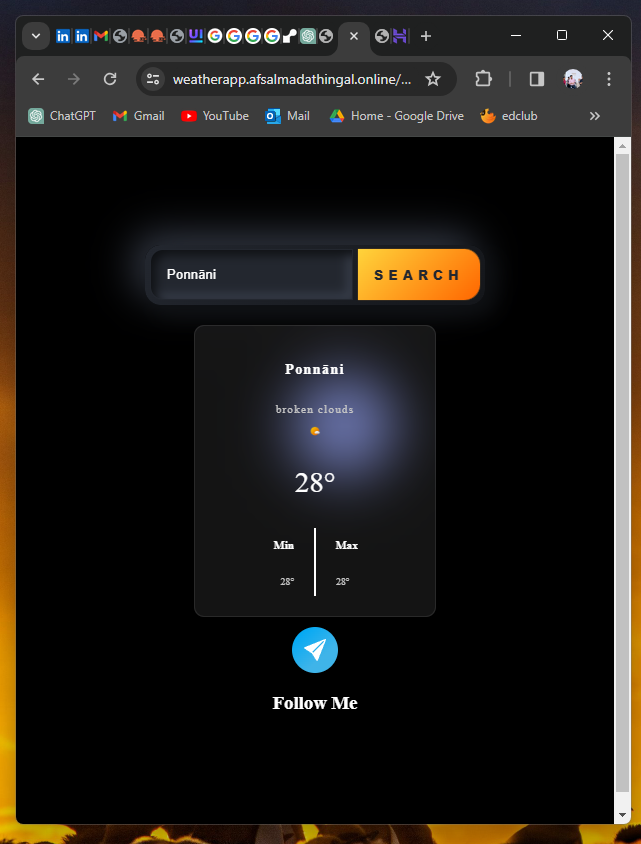 weatherapp.afsalmadathingal.online/...
ChatGPT Gmail YouTube Mail Home - Google Drive edclub
Ponnāni SEARCH
Ponnāni
broken clouds
28°
Min Max
28° 28°
Follow Me